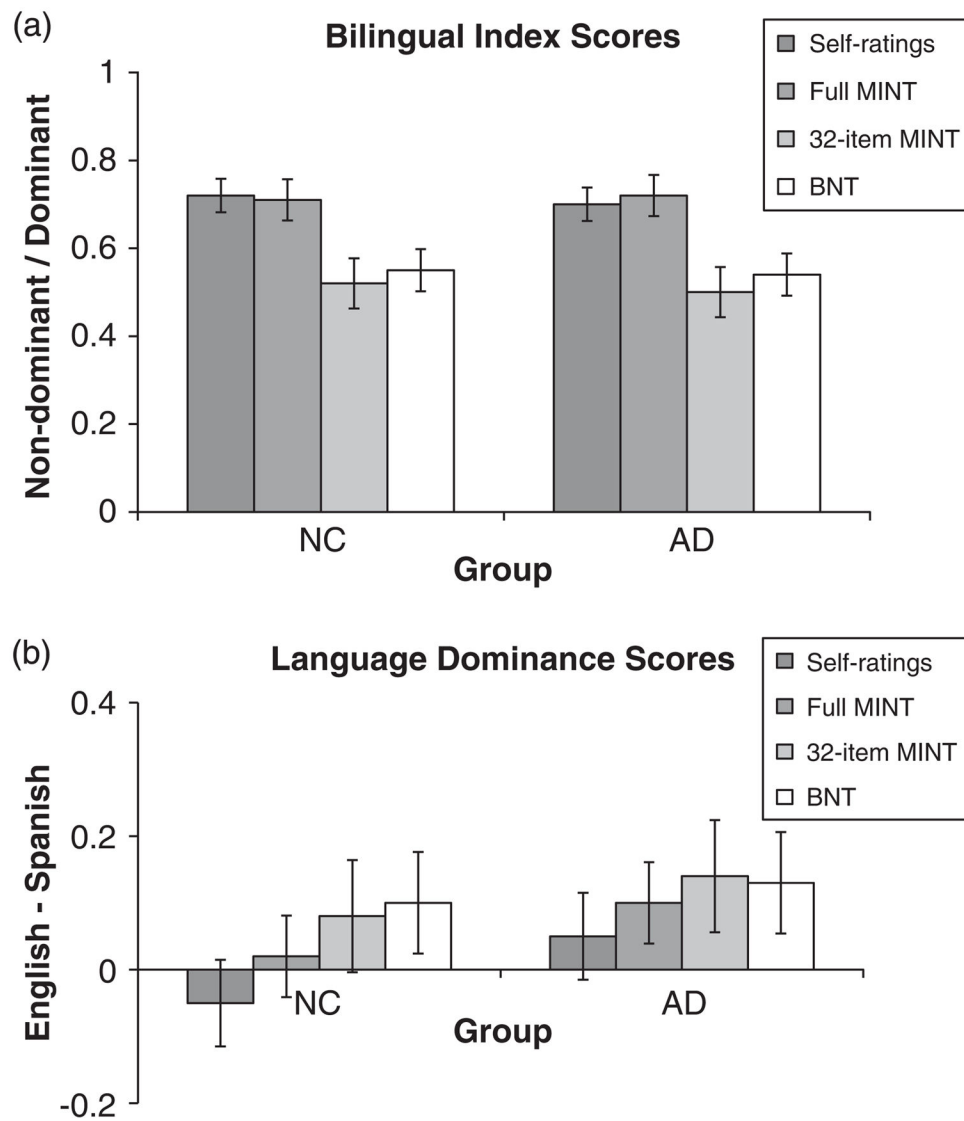 (a)
Bilingual Index Scores
Self-ratings
Full MINT
32-item MINT
BNT
Non-dominant / Dominant
1
0.8
0.6
0.4
0.2
0
NC
AD
Group
(b)
Language Dominance Scores
Self-ratings
Full MINT
32-item MINT
BNT
English - Spanish
0.4
0.2
0
-0.2
NC
AD
Group